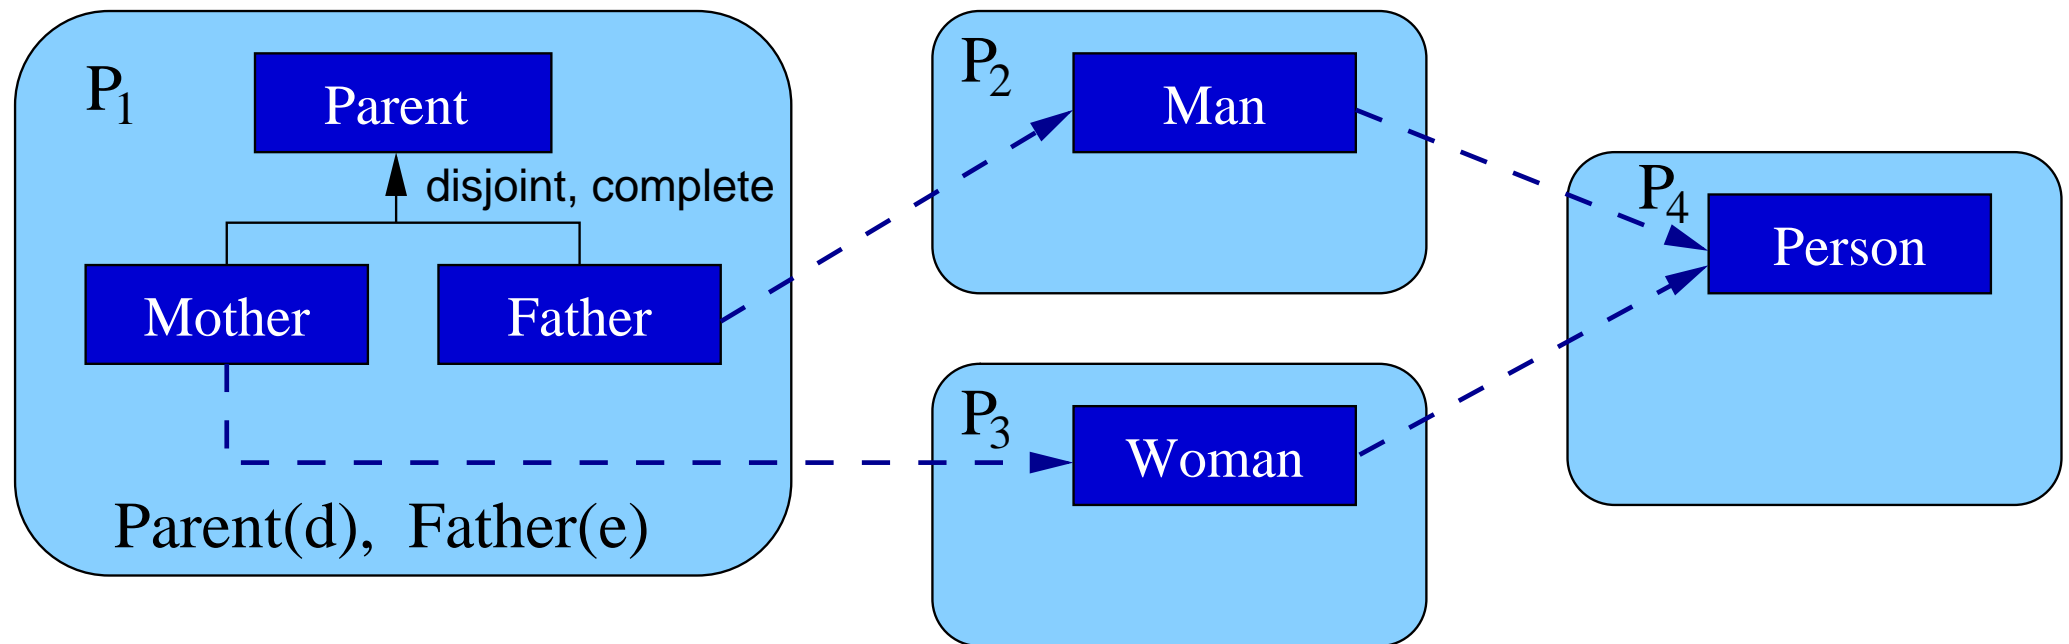 P1
Parent
disjoint, complete
Mother
Father
Parent(d), Father(e)
P2
Man
P3
Woman
P4
Person